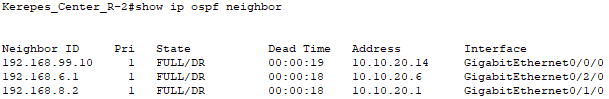 Kerepes_Center_R-2#show ip ospf neighbor
Neighbor ID     Pri   State           Dead Time   Address         Interface
192.168.99.10     1   FULL/DR         00:00:19    10.10.20.14     GigabitEthernet0/0/0
192.168.6.1       1   FULL/DR         00:00:18    10.10.20.6      GigabitEthernet0/2/0
192.168.8.2       1   FULL/DR         00:00:18    10.10.20.1      GigabitEthernet0/1/0